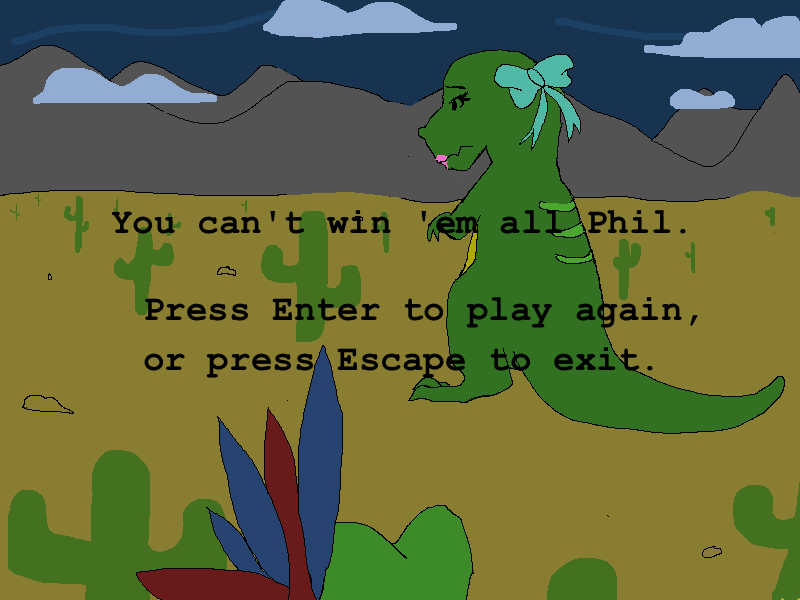 You can't win 'em all Phil.
Press Enter to play again,
or press Escape to exit.